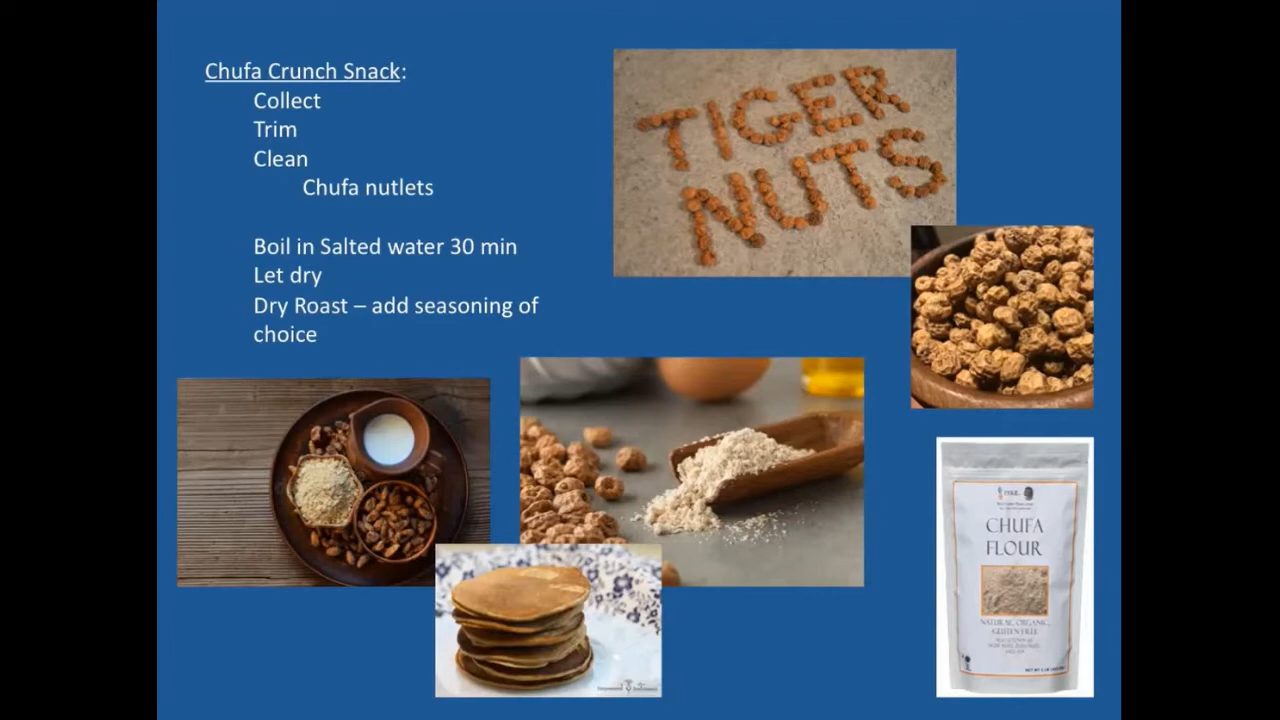 Chufa Crunch Snack:
Collect
Trim
Clean
Chufa nutlets
Boil in Salted water 30 min
Let dry
Dry Roast – add seasoning of
choice
TIGER
NUTS
CHUFA
FLOUR
NATURAL, ORGANIC,
GLUTEN FREE